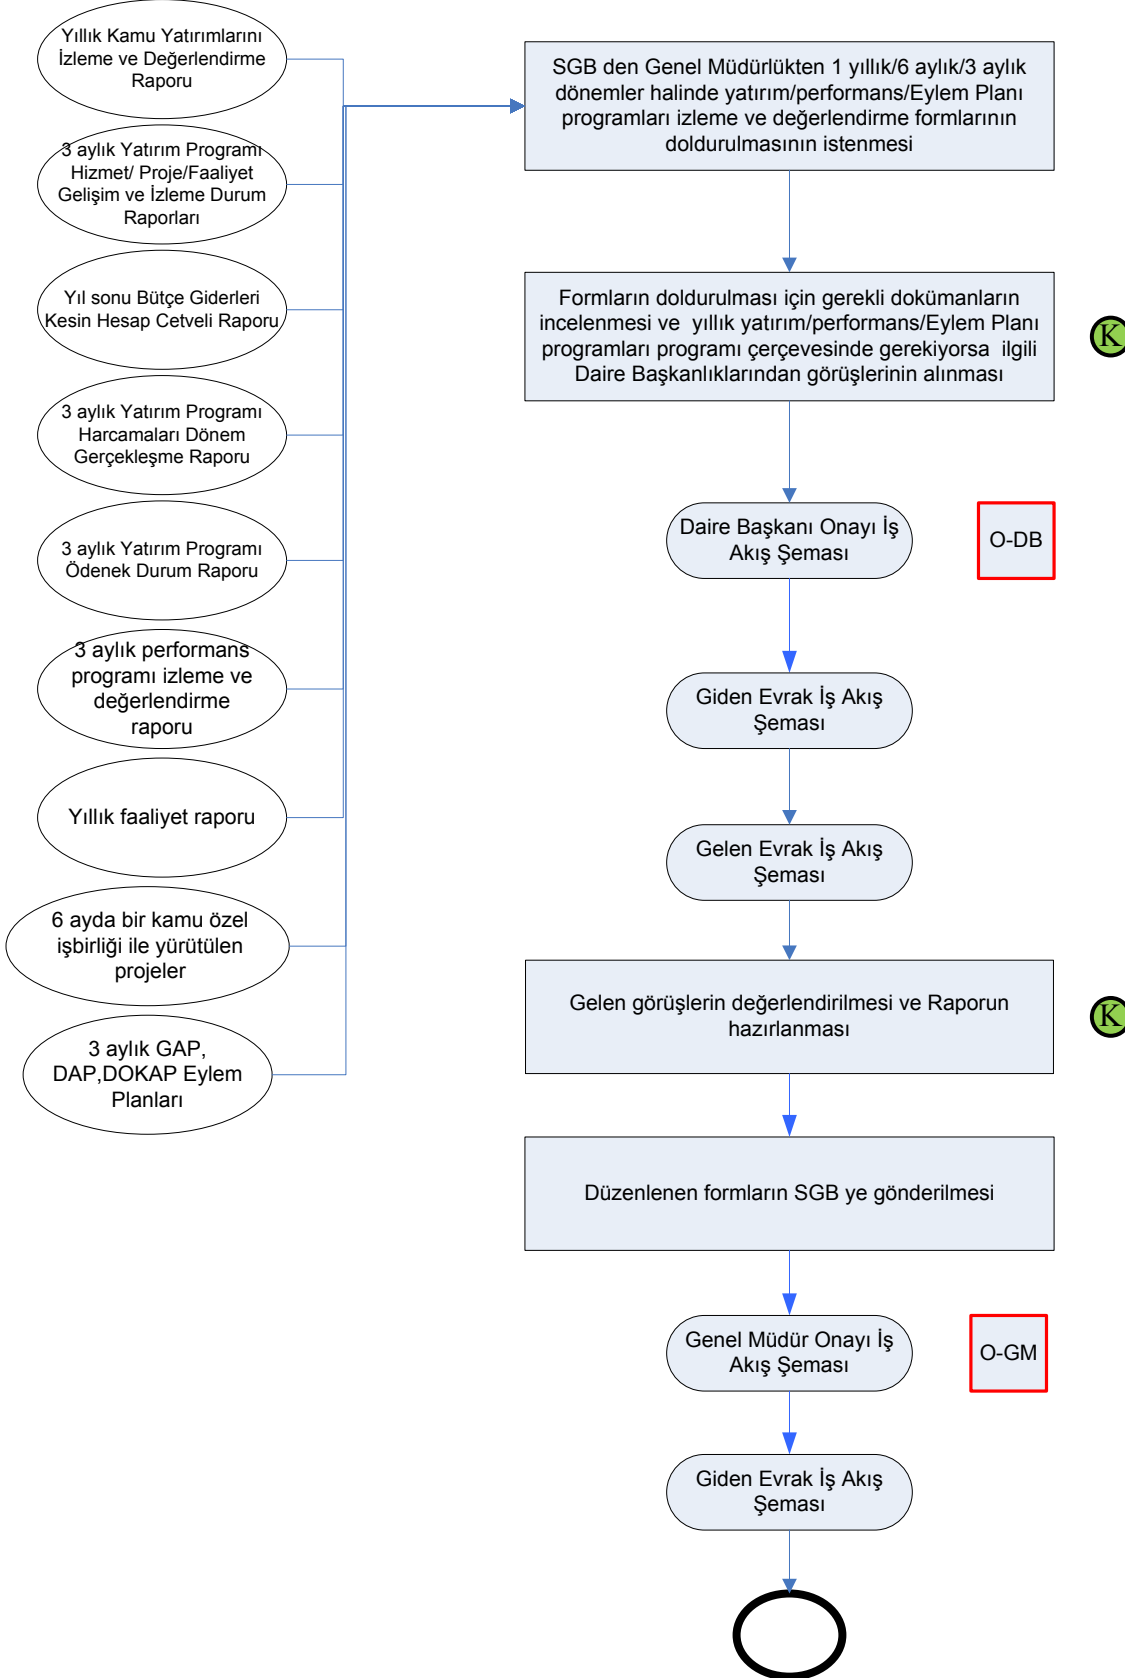 Yıllık Kamu Yatırımlarını
İzleme ve Değerlendirme
Raporu
3 aylık Yatırım Programı
Hizmet/ Proje/Faaliyet
Gelişim ve İzleme Durum
Raporları
Yıl sonu Bütçe Giderleri
Kesin Hesap Cetveli Raporu
3 aylık Yatırım Programı
Harcamaları Dönem
Gerçekleşme Raporu
3 aylık Yatırım Programı
Ödenek Durum Raporu
3 aylık performans
programı izleme ve
değerlendirme
raporu
Yıllık faaliyet raporu
6 ayda bir kamu özel
işbirliği ile yürütülen
projeler
3 aylık GAP,
DAP,DOKAP Eylem
Planları
SGB den Genel Müdürlükten 1 yıllık/6 aylık/3 aylık
dönemler halinde yatırım/performans/Eylem Planı
programları izleme ve değerlendirme formlarının
doldurulmasının istenmesi
Formların doldurulması için gerekli dokümanların
incelenmesi ve yıllık yatırım/performans/Eylem Planı
programları programı çerçevesinde gerekiyorsa ilgili
Daire Başkanlıklarından görüşlerinin alınması
K
Daire Başkanı Onayı İş
Akış Şeması
O-DB
Giden Evrak İş Akış
Şeması
Gelen Evrak İş Akış
Şeması
Gelen görüşlerin değerlendirilmesi ve Raporun
hazırlanması
K
Düzenlenen formların SGB ye gönderilmesi
Genel Müdür Onayı İş
Akış Şeması
O-GM
Giden Evrak İş Akış
Şeması